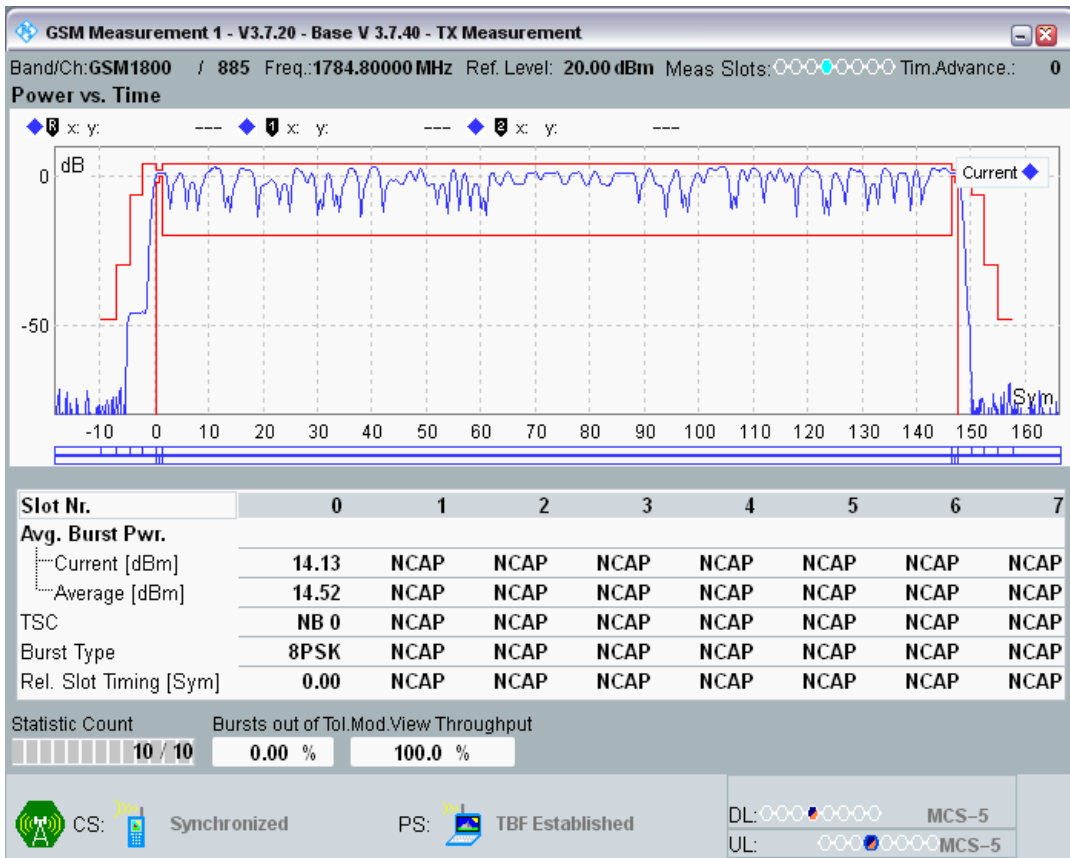 GSM Measurement 1 - V3.7.20 - Base V 3.7.40 - TX Measurement
Band/Ch:GSM1800 / 885 Freq.:1784.80000 MHz Ref. Level: 20.00 dBm Meas Slots: Tim.Advance.: 0
Power vs. Time
R x: y: --- 1 x: y: --- 2 x: y: ---
dB
Current
0
-50
Sym
-10 0 10 20 30 40 50 60 70 80 90 100 110 120 130 140 150 160
Slot Nr. 0 1 2 3 4 5 6 7
Avg. Burst Pwr.
Current [dBm] 14.13 NCAP NCAP NCAP NCAP NCAP NCAP NCAP
Average [dBm] 14.52 NCAP NCAP NCAP NCAP NCAP NCAP NCAP
TSC NB 0 NCAP NCAP NCAP NCAP NCAP NCAP NCAP
Burst Type 8PSK NCAP NCAP NCAP NCAP NCAP NCAP NCAP
Rel. Slot Timing [Sym] 0.00 NCAP NCAP NCAP NCAP NCAP NCAP NCAP
Statistic Count Bursts out of Tol.Mod.View Throughput
10 / 10 0.00 % 100.0 %
CS: Synchronized PS: TBF Established DL: MCS-5
UL: MCS-5